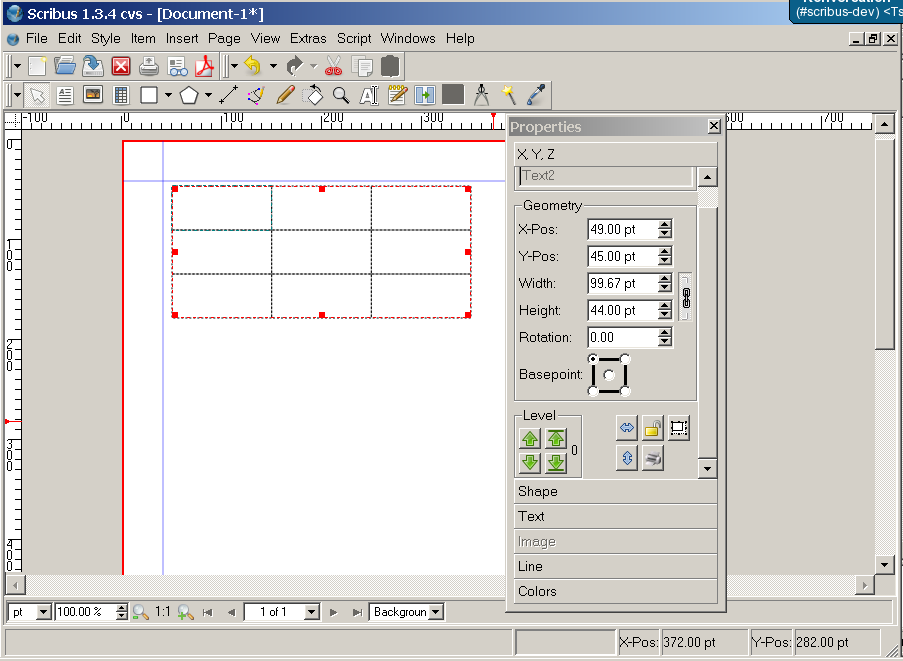 Scribus 1.3.4 cvs - [Document-1*]
(#scribus-dev) <Ts
File Edit Style Item Insert Page View Extras Script Windows Help
-100 0 100 200 300 700
Properties
X, Y, Z
Text2
Geometry
X-Pos: 49.00 pt
Y-Pos: 45.00 pt
Width: 99.67 pt
Height: 44.00 pt
Rotation: 0.00
Basepoint:
Level
0
Shape
Text
Image
Line
Colors
0
100
200
300
400
pt 100.00 % 1:1 1 of 1 Backgroun
X-Pos: 372.00 pt Y-Pos: 282.00 pt